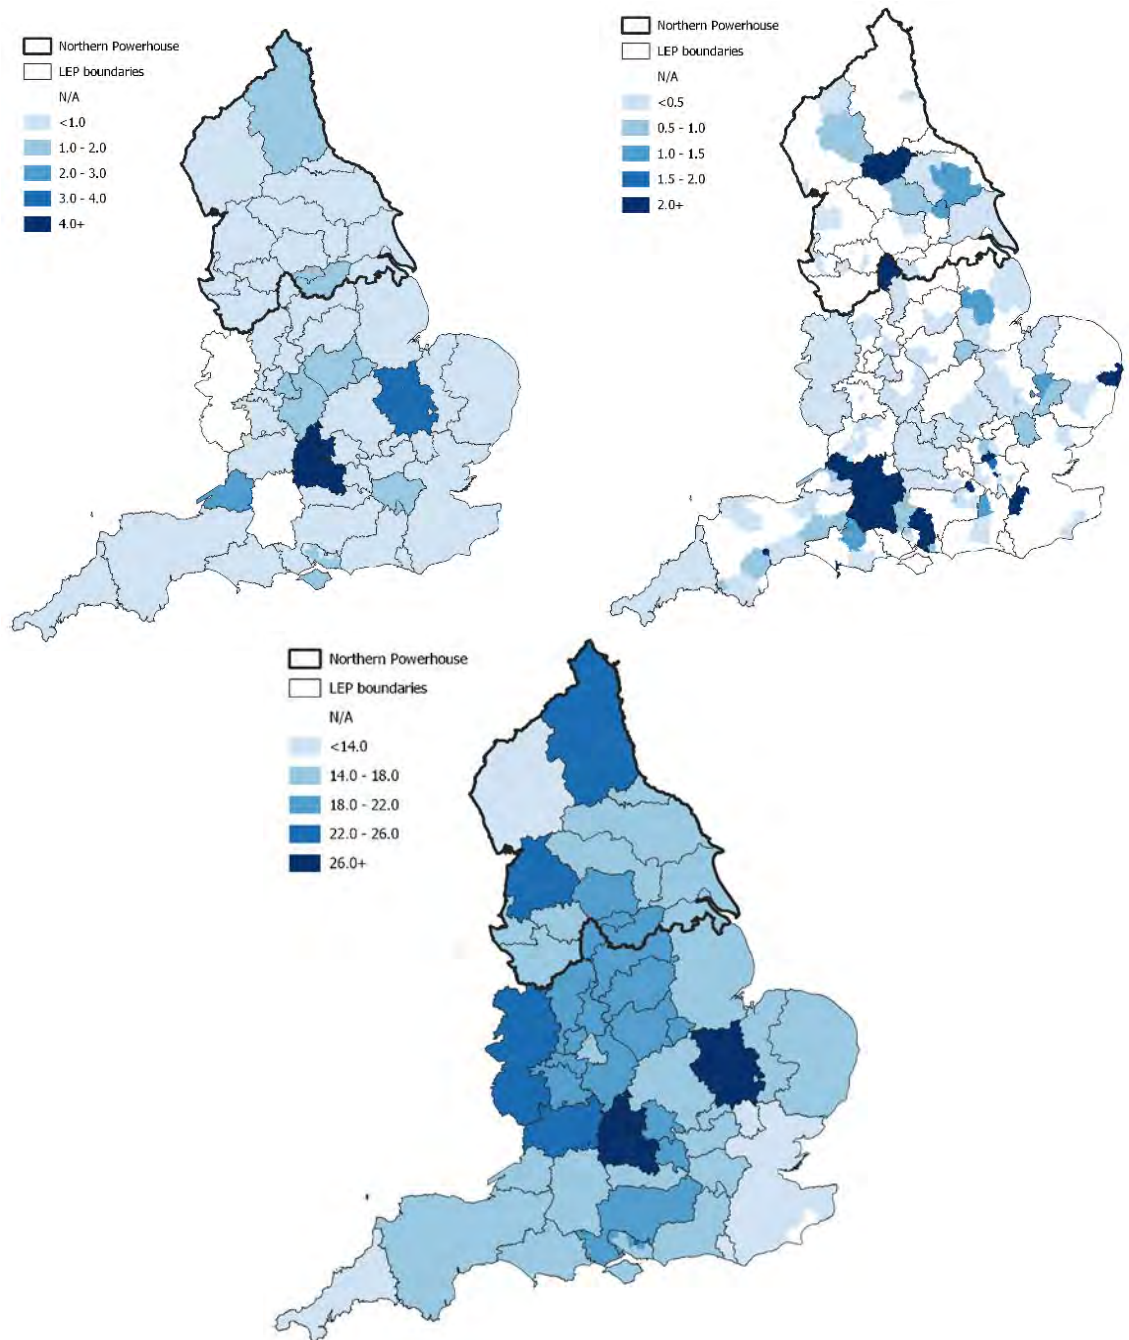 Northern Powerhouse
LEP boundaries
N/A
<1.0
1.0 - 2.0
2.0 - 3.0
3.0 - 4.0
4.0+
Northern Powerhouse
LEP boundaries
N/A
<0.5
0.5 - 1.0
1.0 - 1.5
1.5 - 2.0
2.0+
Northern Powerhouse
LEP boundaries
N/A
<14.0
14.0 - 18.0
18.0 - 22.0
22.0 - 26.0
26.0+